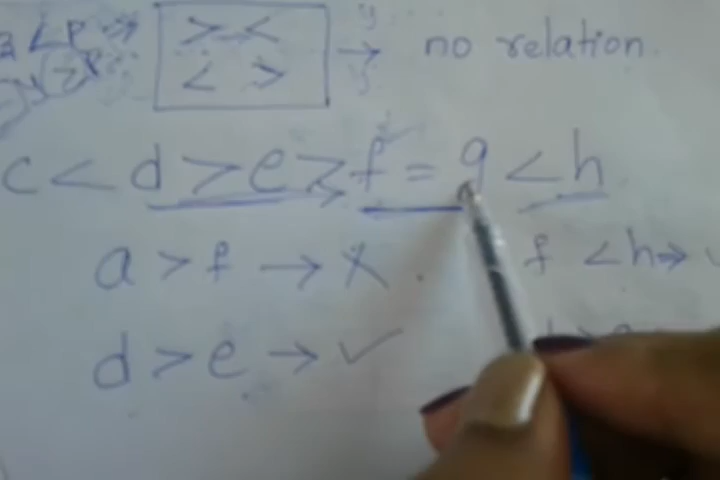 <P → > < → no relation
< >
c < d > e ≥ f = g < h
a > f → × f < h →
d > e → ✓